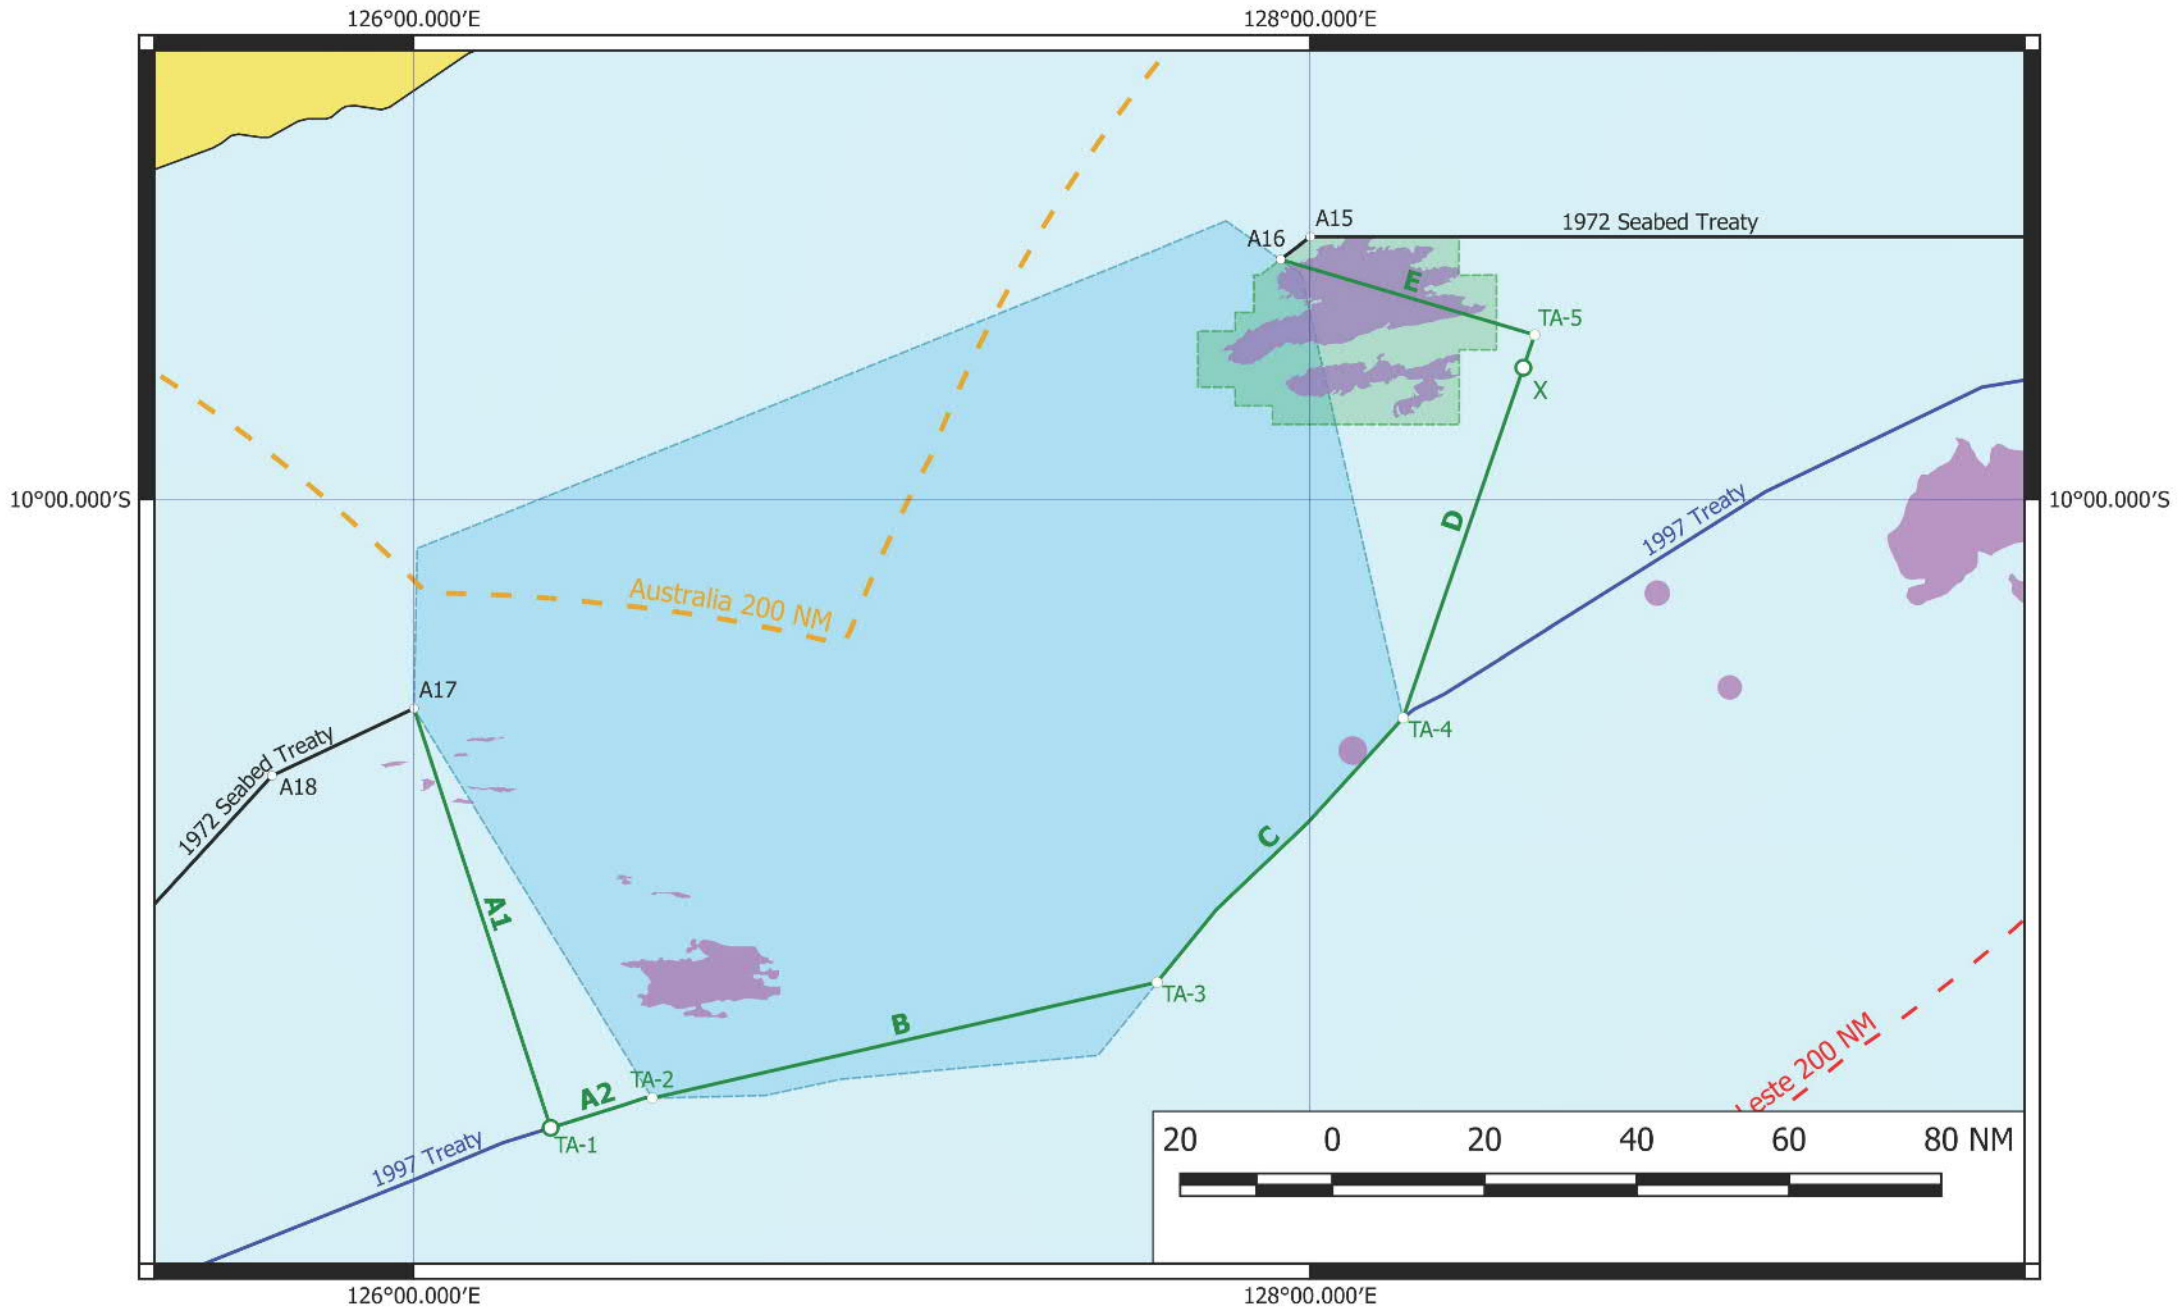 126°00.000'E
128°00.000'E
A15
1972 Seabed Treaty
A16
E
TA-5
X
10°00.000'S
10°00.000'S
1997 Treaty
D
Australia 200 NM
A17
TA-4
1972 Seabed Treaty
A18
C
A1
TA-3
B
Leste 200 NM
TA-2
A2
TA-1
1997 Treaty
20 0 20 40 60 80 NM
126°00.000'E
128°00.000'E